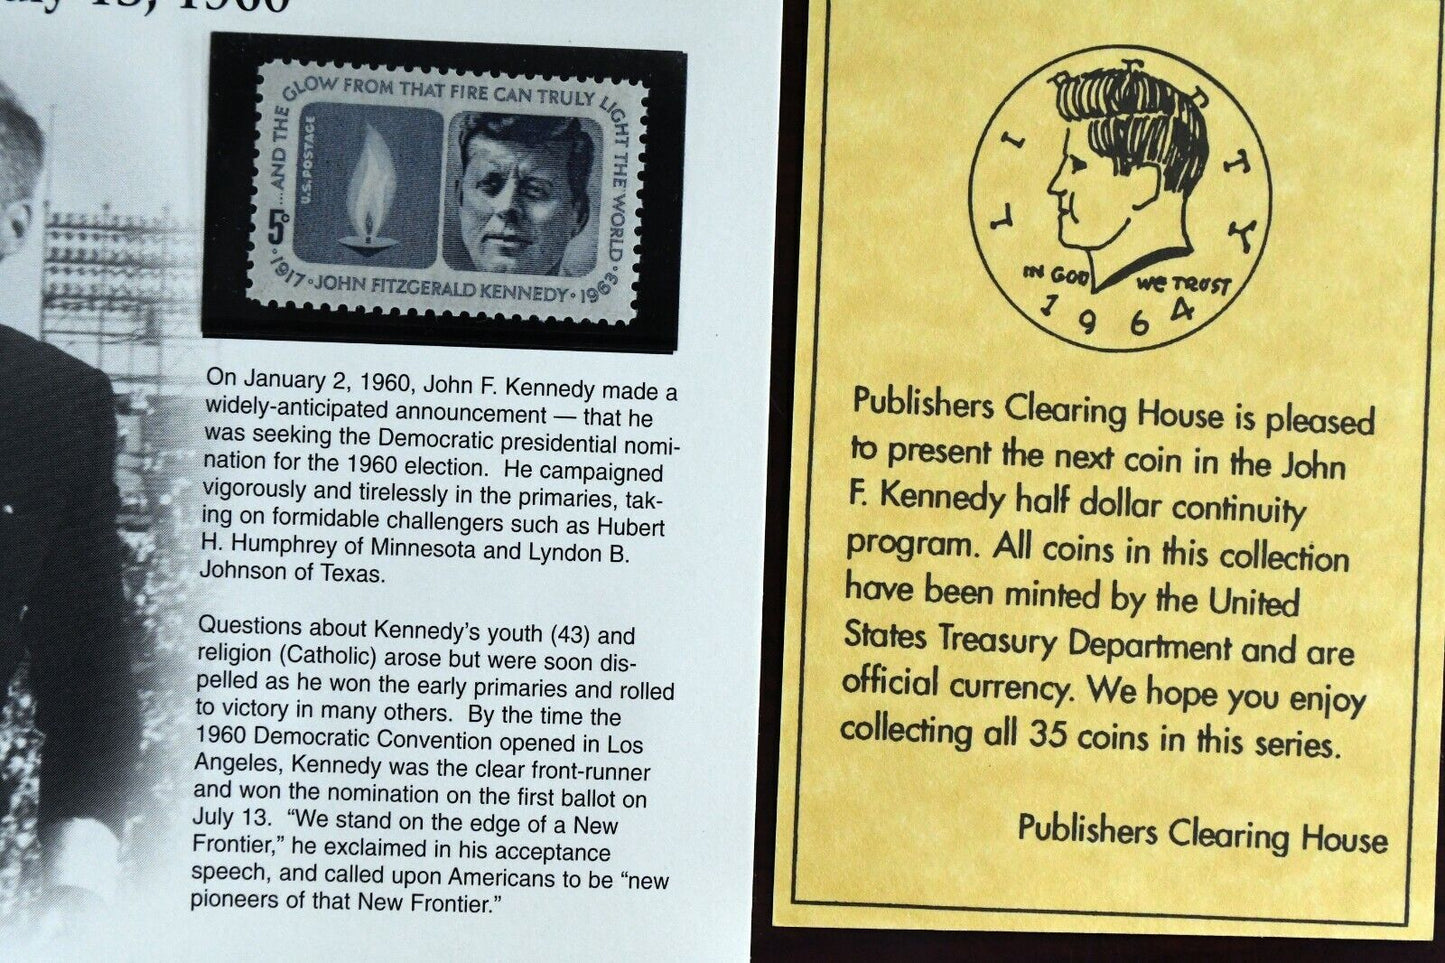 July 13, 1960
...AND THE GLOW FROM THAT FIRE CAN TRULY LIGHT THE WORLD
U.S. POSTAGE
5¢
1917·JOHN FITZGERALD KENNEDY·1963
On January 2, 1960, John F. Kennedy made a
widely-anticipated announcement — that he
was seeking the Democratic presidential nomi-
nation for the 1960 election. He campaigned
vigorously and tirelessly in the primaries, tak-
ing on formidable challengers such as Hubert
H. Humphrey of Minnesota and Lyndon B.
Johnson of Texas.
Questions about Kennedy's youth (43) and
religion (Catholic) arose but were soon dis-
pelled as he won the early primaries and rolled
to victory in many others. By the time the
1960 Democratic Convention opened in Los
Angeles, Kennedy was the clear front-runner
and won the nomination on the first ballot on
July 13. “We stand on the edge of a New
Frontier,” he exclaimed in his acceptance
speech, and called upon Americans to be “new
pioneers of that New Frontier.”
LIBERTY
IN GOD WE TRUST
1964
Publishers Clearing House is pleased
to present the next coin in the John
F. Kennedy half dollar continuity
program. All coins in this collection
have been minted by the United
States Treasury Department and are
official currency. We hope you enjoy
collecting all 35 coins in this series.
Publishers Clearing House